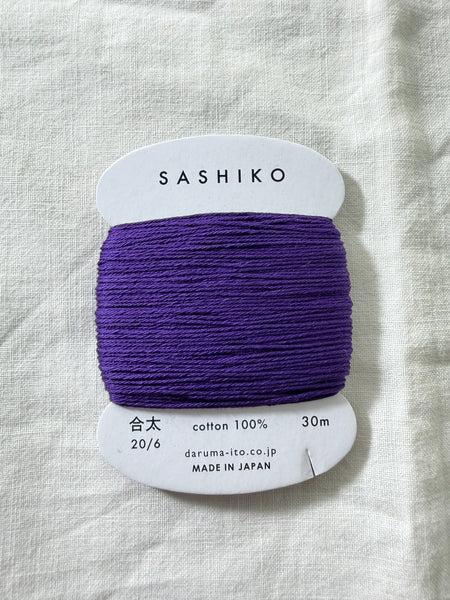 SASHIKO
合太 cotton 100% 30m
20/6
daruma-ito.co.jp
MADE IN JAPAN